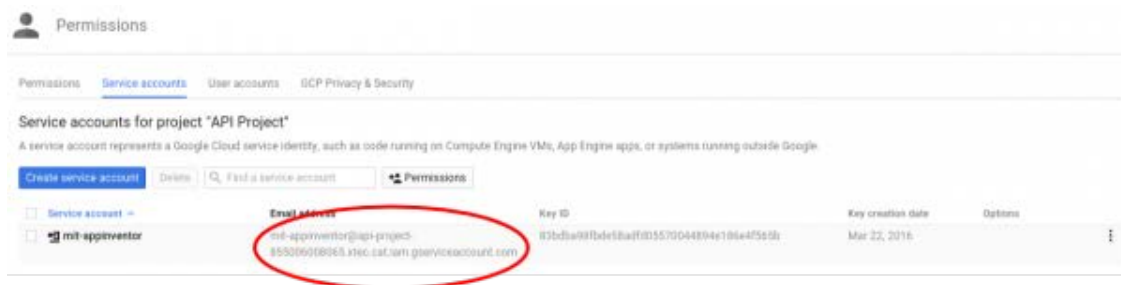 Permissions
Permissions Service accounts User accounts GCP Privacy & Security
Service accounts for project "API Project"
A service account represents a Google Cloud service identity, such as code running on Compute Engine VMs, App Engine apps, or systems running outside Google.
Create service account Delete Find a service account Permissions
Service account Email address Key ID Key creation date Options
mit-appinventor mit-appinventor@api-project- Mar 22, 2016